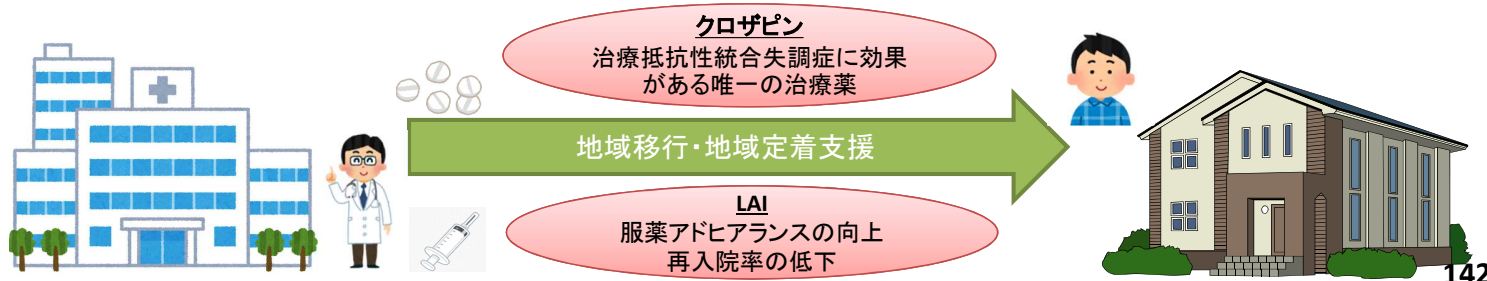 クロザピン
治療抵抗性統合失調症に効果
がある唯一の治療薬
地域移行・地域定着支援
LAI
服薬アドヒアランスの向上
再入院率の低下
142